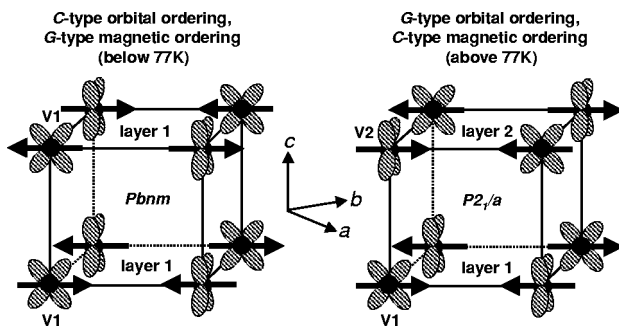 C-type orbital ordering,
G-type magnetic ordering
(below 77K)
V1
layer 1
Pbnm
layer 1
V1
c
b
a
G-type orbital ordering,
C-type magnetic ordering
(above 77K)
V2
layer 2
P2₁/a
layer 1
V1